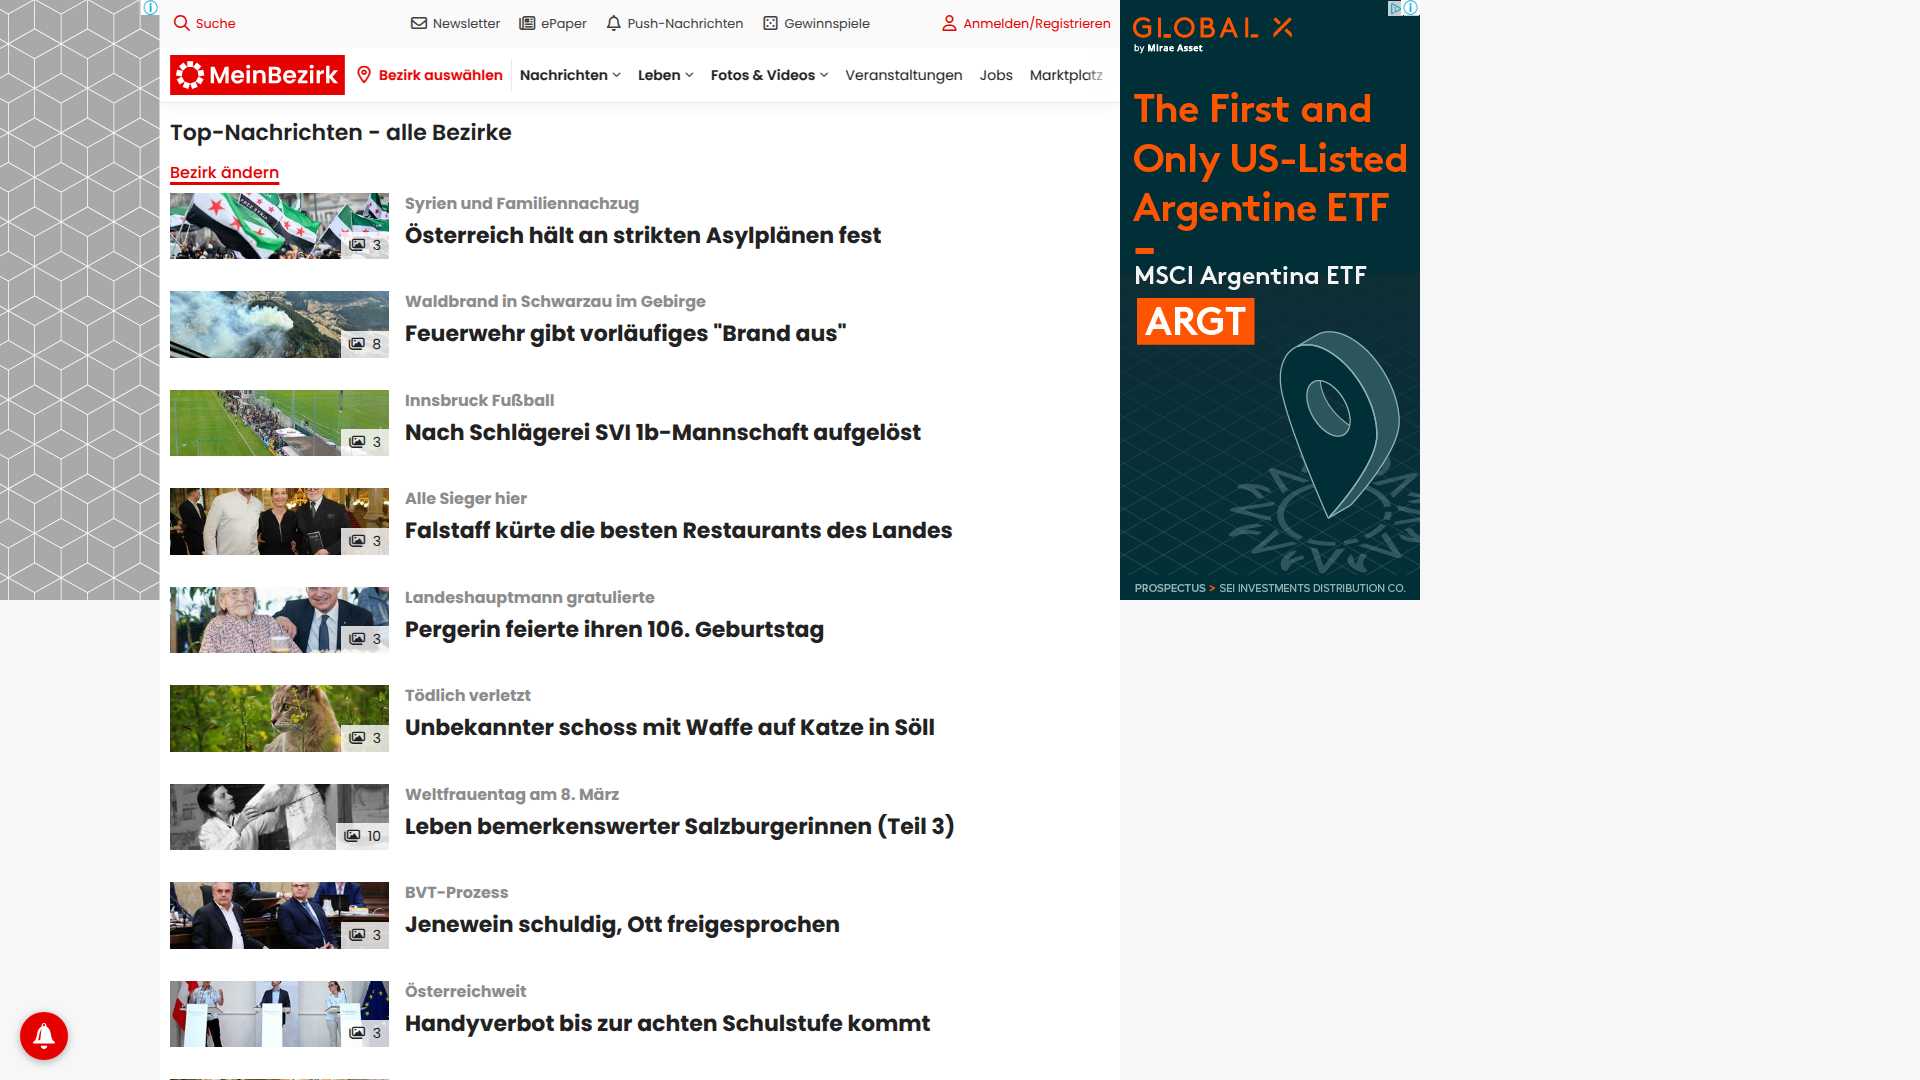 Suche
Newsletter
ePaper
Push-Nachrichten
Gewinnspiele
Anmelden/Registrieren
MeinBezirk
Bezirk auswählen
Nachrichten
Leben
Fotos & Videos
Veranstaltungen
Jobs
Marktplatz
Top-Nachrichten - alle Bezirke
Bezirk ändern
3
Syrien und Familiennachzug
Österreich hält an strikten Asylplänen fest
8
Waldbrand in Schwarzau im Gebirge
Feuerwehr gibt vorläufiges "Brand aus"
3
Innsbruck Fußball
Nach Schlägerei SVI 1b-Mannschaft aufgelöst
3
Alle Sieger hier
Falstaff kürte die besten Restaurants des Landes
3
Landeshauptmann gratulierte
Pergerin feierte ihren 106. Geburtstag
3
Tödlich verletzt
Unbekannter schoss mit Waffe auf Katze in Söll
10
Weltfrauentag am 8. März
Leben bemerkenswerter Salzburgerinnen (Teil 3)
3
BVT-Prozess
Jenewein schuldig, Ott freigesprochen
3
Österreichweit
Handyverbot bis zur achten Schulstufe kommt
GLOBAL X
by Mirae Asset
The First and
Only US-Listed
Argentine ETF
MSCI Argentina ETF
ARGT
PROSPECTUS > SEI INVESTMENTS DISTRIBUTION CO.